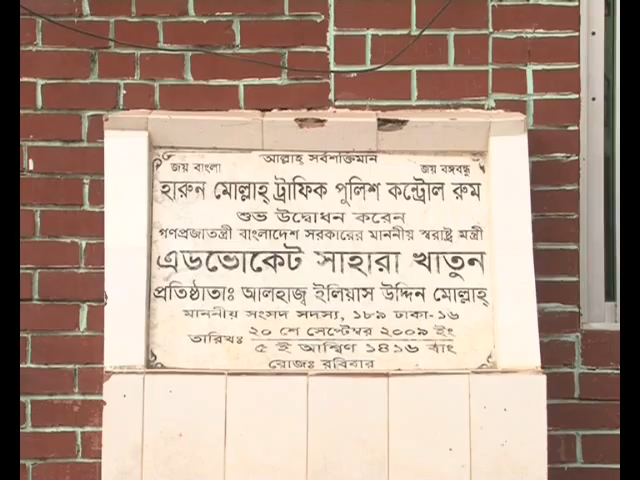 আল্লাহ্ সর্বশক্তিমান
জয় বাংলা জয় বঙ্গবন্ধু
হারুন মোল্লাহ্ ট্রাফিক পুলিশ কন্ট্রোল রুম
শুভ উদ্বোধন করেন
গণপ্রজাতন্ত্রী বাংলাদেশ সরকারের মাননীয় স্বরাষ্ট্র মন্ত্রী
এডভোকেট সাহারা খাতুন
প্রতিষ্ঠাতাঃ আলহাজ্ব ইলিয়াস উদ্দিন মোল্লাহ্
মাননীয় সংসদ সদস্য, ১৮৯ ঢাকা-১৬
তারিখঃ ২০ শে সেপ্টেম্বর ২০০৯ ইং
৫ ই আশ্বিণ ১৪১৬ বাং
রোজঃ রবিবার